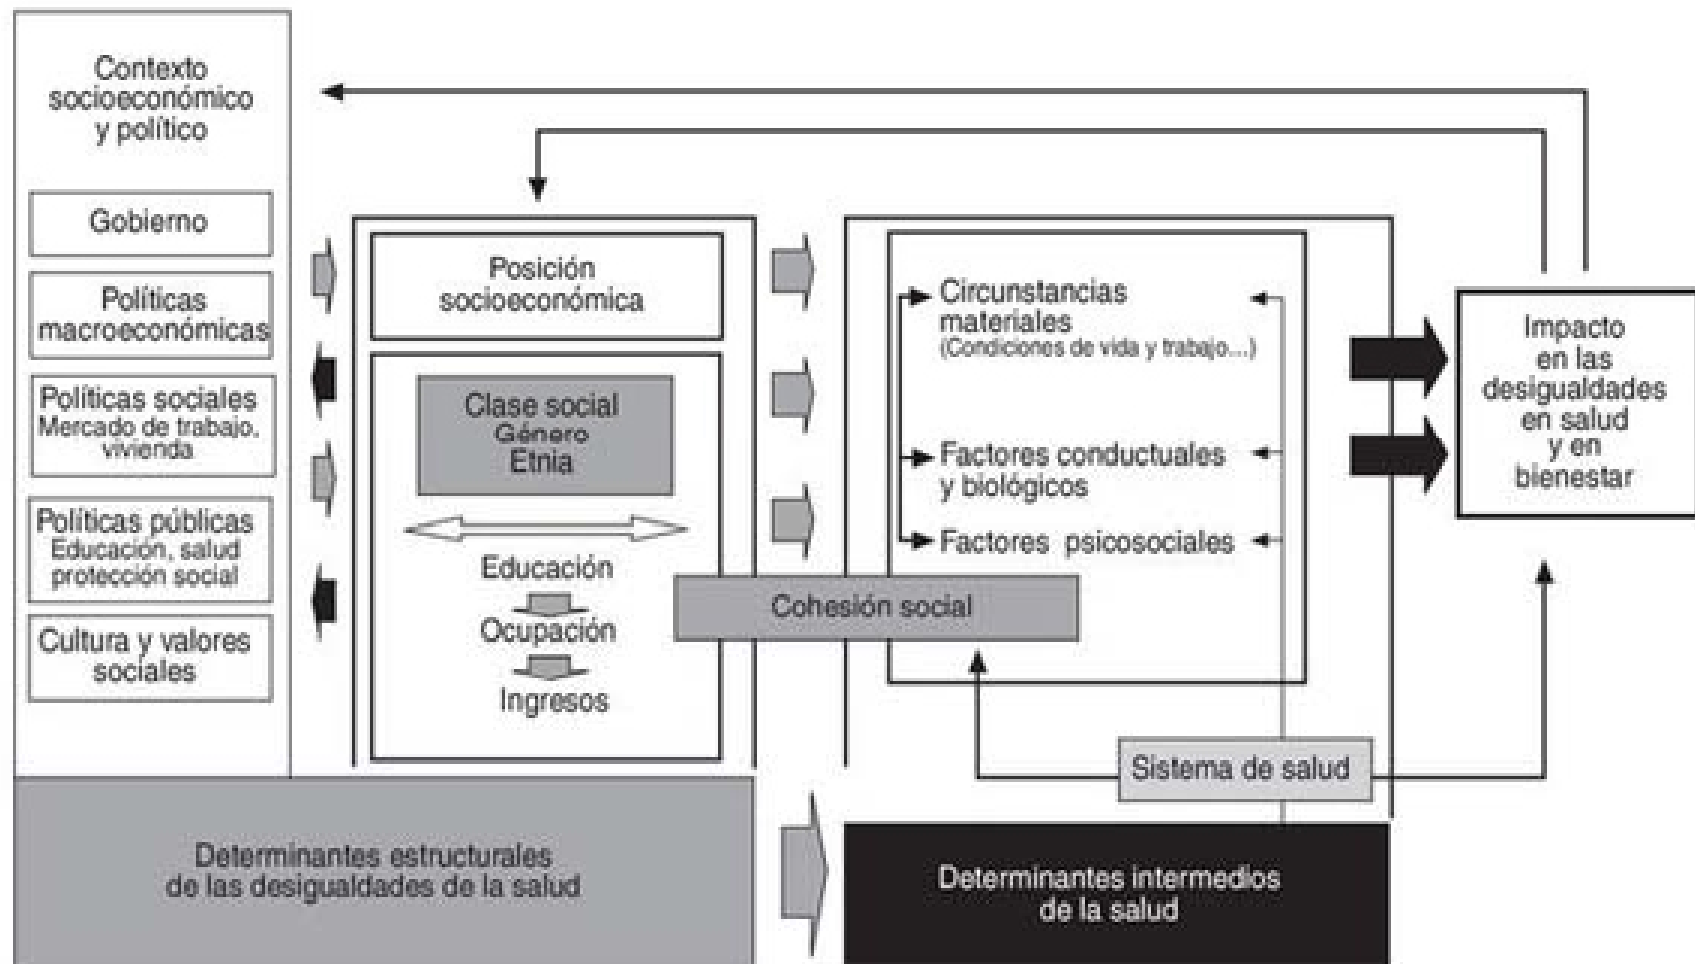 Contexto
socioeconómico
y político
Gobierno
Políticas
macroeconómicas
Políticas sociales
Mercado de trabajo,
vivienda
Políticas públicas
Educación, salud
protección social
Cultura y valores
sociales
Posición
socioeconómica
Clase social
Género
Etnia
Educación
Ocupación
Ingresos
Cohesión social
Circunstancias
materiales
(Condiciones de vida y trabajo...)
Factores conductuales
y biológicos
Factores psicosociales
Sistema de salud
Impacto
en las
desigualdades
en salud
y en
bienestar
Determinantes estructurales
de las desigualdades de la salud
Determinantes intermedios
de la salud